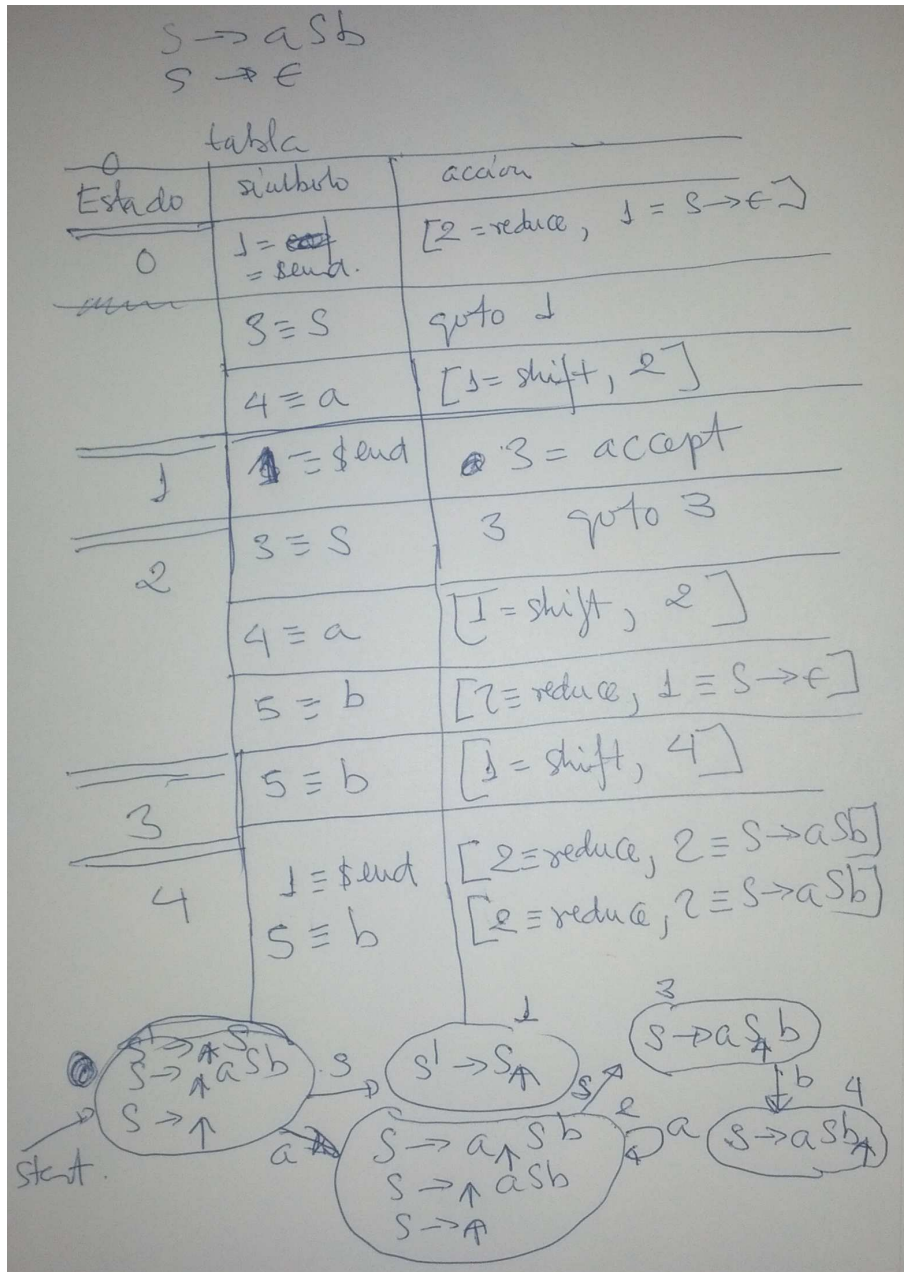 S → aSb
S → ϵ
tabla
Estado símbolo acción
0 1 = = $end. [2 = reduce, 1 = S → ϵ]
3 ≡ S goto 1
4 ≡ a [1 = shift, 2]
1 1 ≡ $end 3 = accept
2 3 ≡ S 3 goto 3
4 ≡ a [1 = shift, 2]
5 ≡ b [2 ≡ reduce, 1 ≡ S → ϵ]
3 5 ≡ b [1 = shift, 4]
4 1 ≡ $end [2 ≡ reduce, 2 ≡ S → aSb]
5 ≡ b [2 ≡ reduce, 2 ≡ S → aSb]
start.
S' → ↑ S
S → ↑ aSb
S → ↑
S
a
1
S' → S ↑
S
2
S → a ↑ Sb
S → ↑ aSb
S → ↑
a
3
S → aS ↑ b
b
4
S → aSb ↑